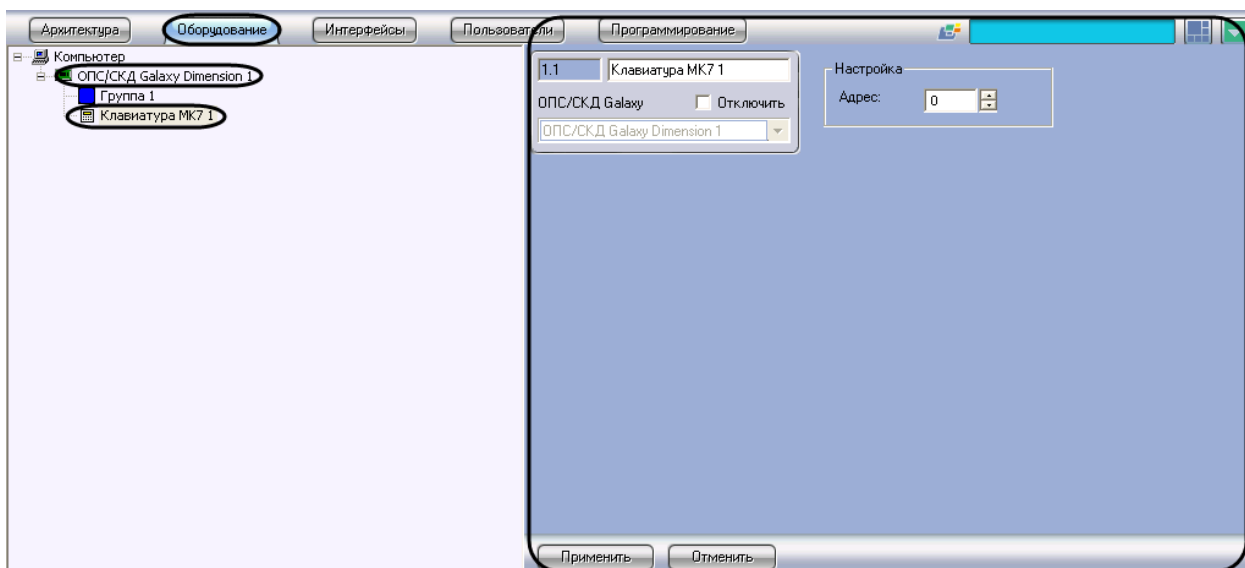 Архитектура Оборудование Интерфейсы Пользователи Программирование
Компьютер
ОПС/СКД Galaxy Dimension 1
Группа 1
Клавиатура МК7 1
1.1 Клавиатура МК7 1
ОПС/СКД Galaxy Отключить
ОПС/СКД Galaxy Dimension 1
Настройка
Адрес: 0
Применить Отменить